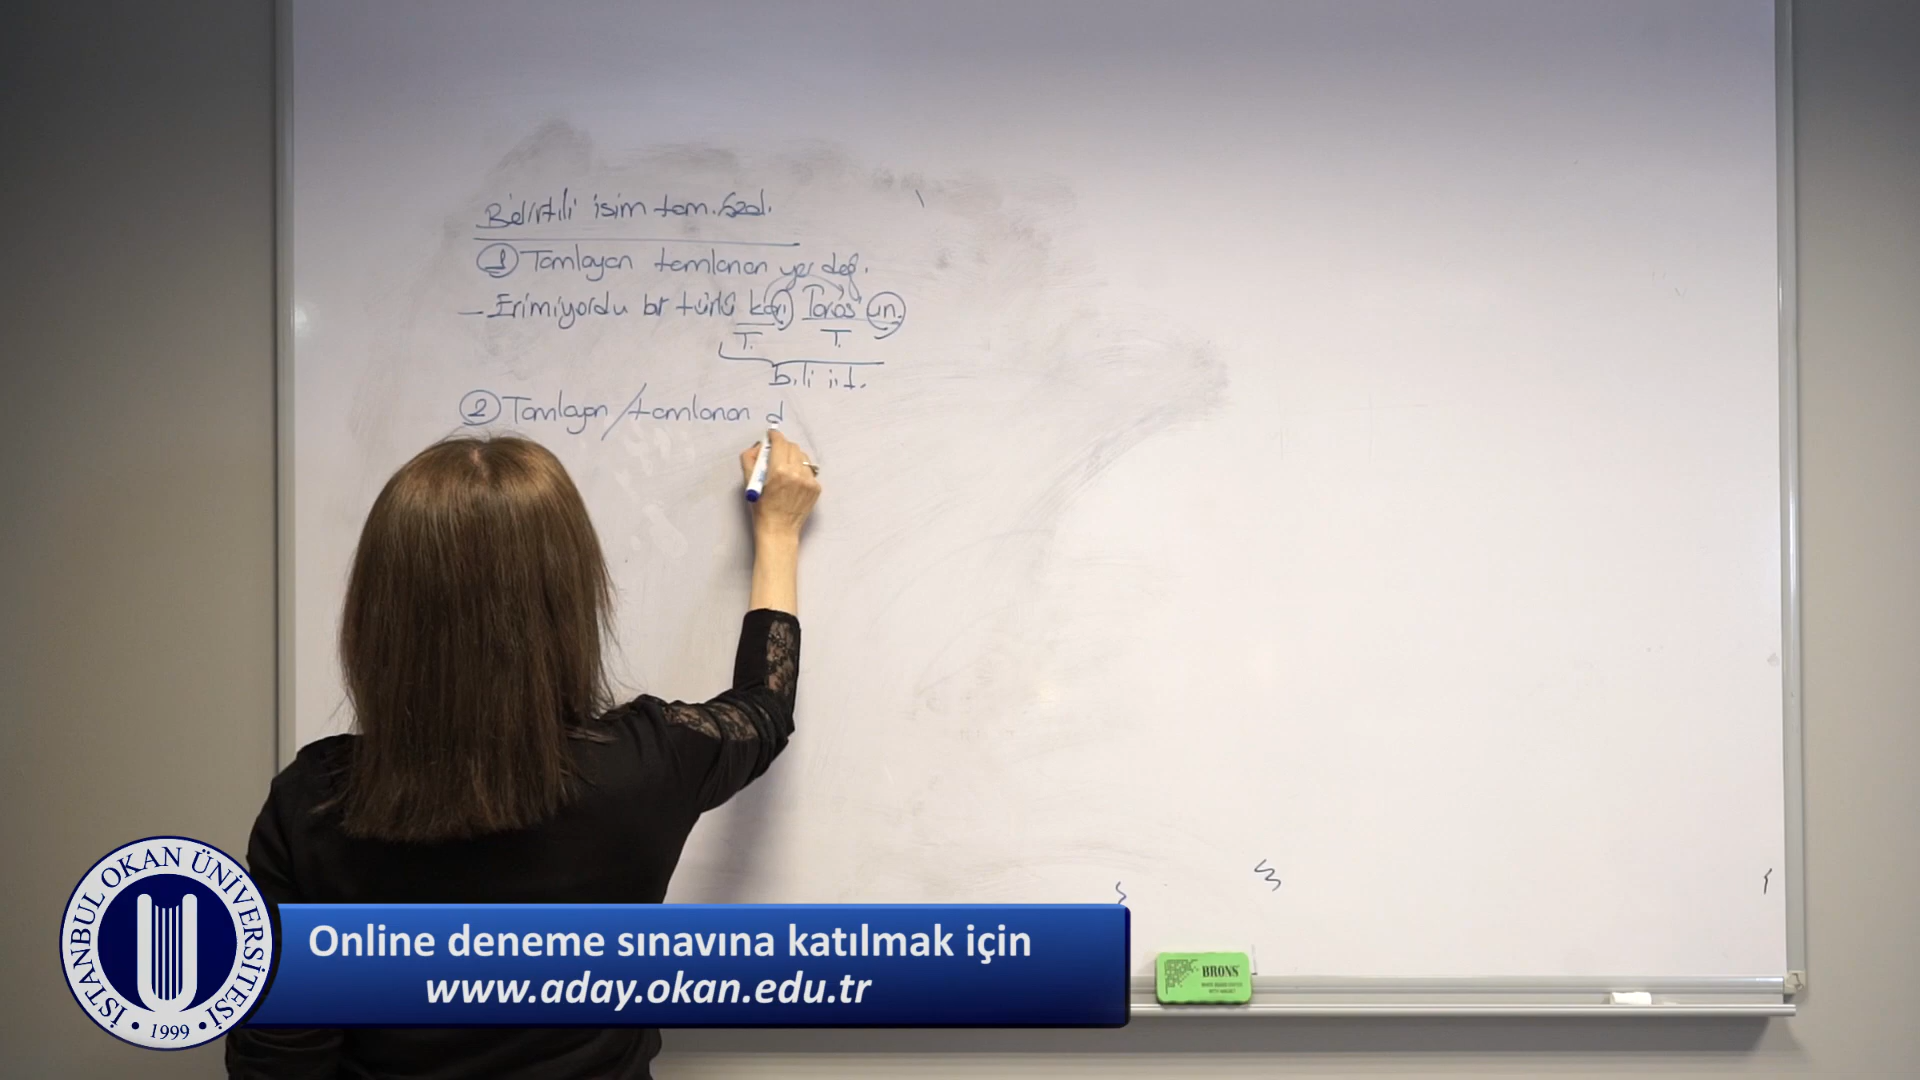 Belirtili isim tam. özel.
① Tamlayan tamlanan yer değ.
– Erimiyordu bir türlü karı Toros'un.
T. T.
b.li i.t.
② Tamlayan / tamlanan d
İSTANBUL OKAN ÜNİVERSİTESİ
• 1999 •
Online deneme sınavına katılmak için
www.aday.okan.edu.tr
BRONS